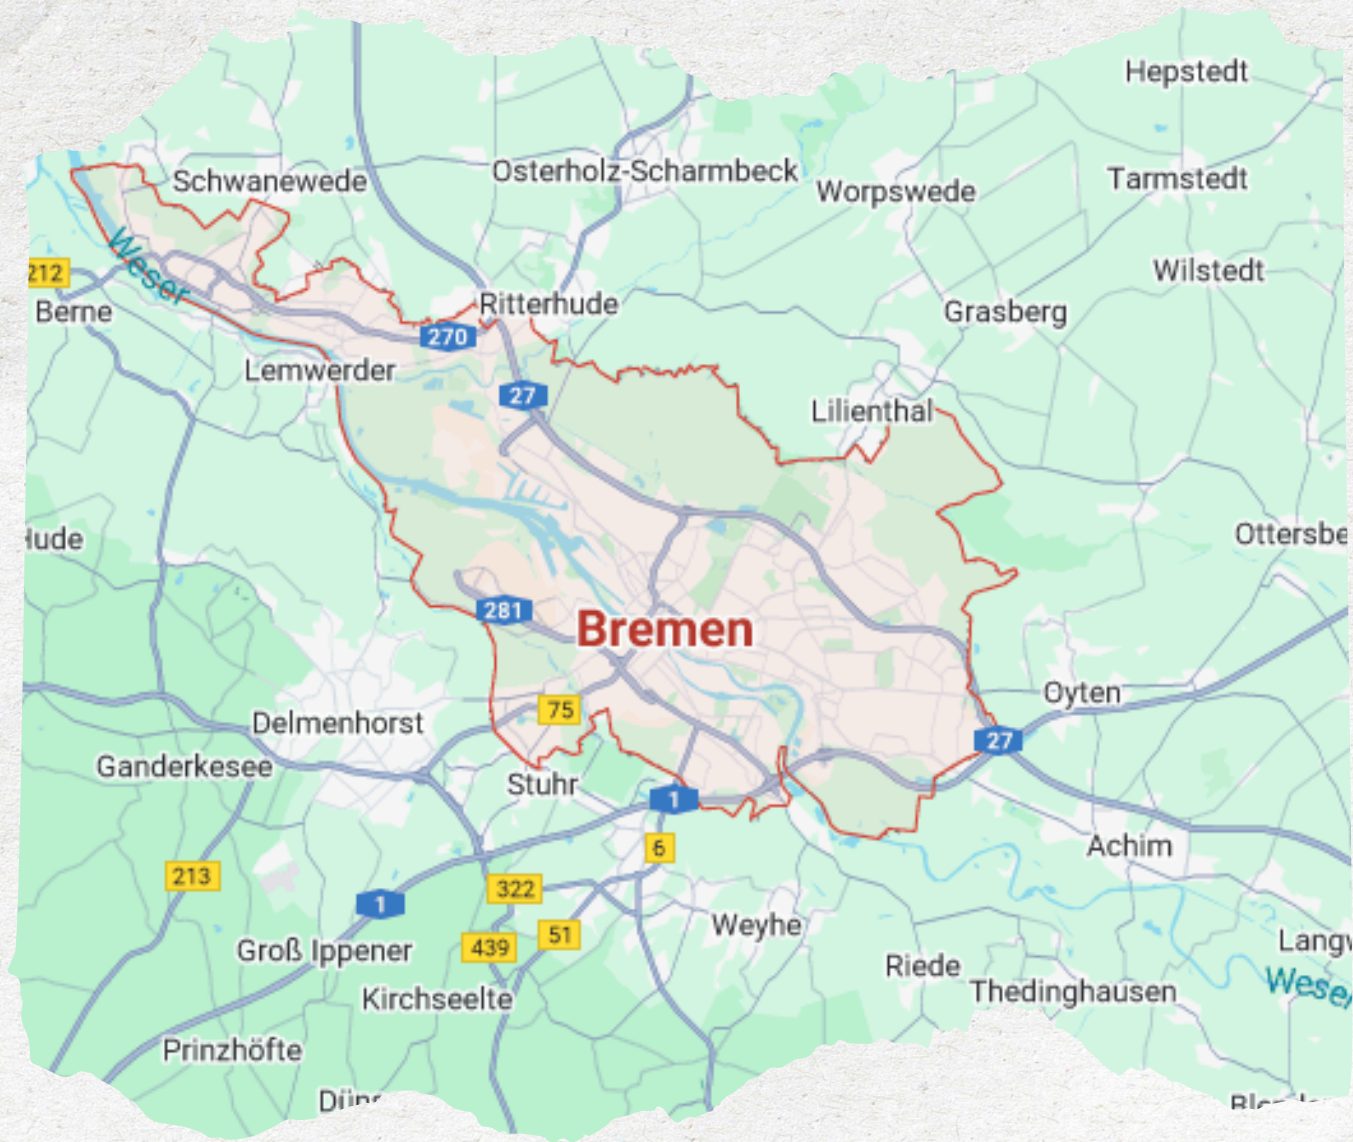 Hepstedt
Osterholz-Scharmbeck
Schwanewede
Tarmstedt
Worpswede
Weser
212
Wilstedt
Berne
Ritterhude
Grasberg
270
Lemwerder
27
Lilienthal
Ottersbe
281
Bremen
Oyten
75
Delmenhorst
27
Ganderkesee
Stuhr
1
6
Achim
213
322
1
Weyhe
51
439
Groß Ippener
Riede
Thedinghausen
Weser
Kirchseelte
Prinzhöfte